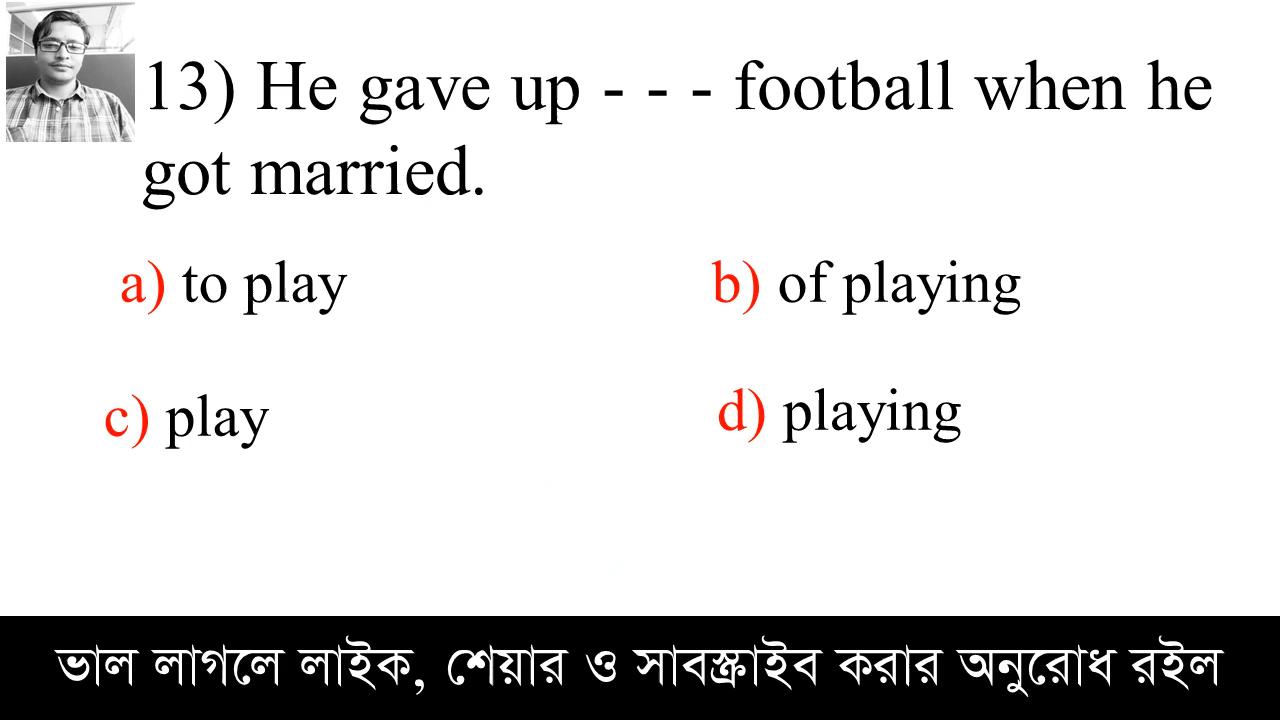 13) He gave up - - - football when he
got married.
a) to play
b) of playing
c) play
d) playing
ভাল লাগলে লাইক, শেয়ার ও সাবস্ক্রাইব করার অনুরোধ রইল